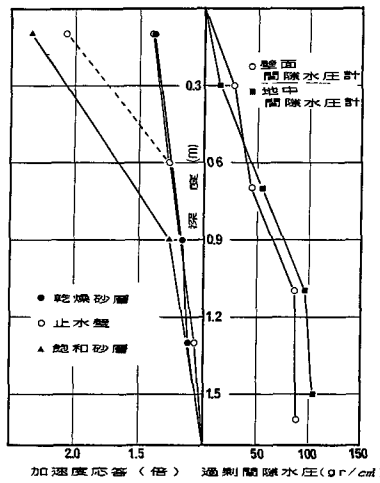 壁面
間隙水圧計
地中
間隙水圧計
0.3
0.6
深度 (m)
0.9
1.2
1.5
乾燥砂層
止水壁
飽和砂層
2.0 1.5 0 50 100 150
加速度応答(倍) 過剰間隙水圧(gr/cm